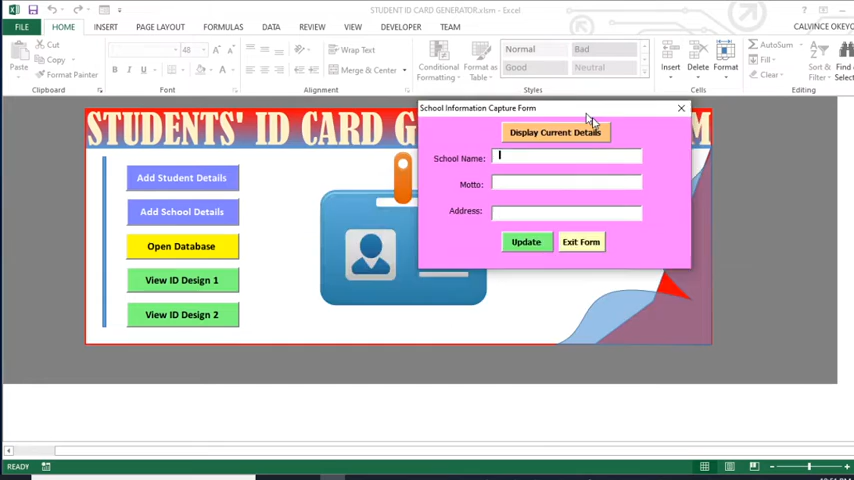 STUDENT ID CARD GENERATOR.xlsm - Excel
FILE HOME INSERT PAGE LAYOUT FORMULAS DATA REVIEW VIEW DEVELOPER TEAM CALVINCE OKEYO
Paste Cut Copy Format Painter
48 A A
B I U
Wrap Text
Merge & Center
Conditional Formatting Format as Table
Normal Bad
Good Neutral
Insert Delete Format
AutoSum
Fill
Clear
Sort & Filter
Find & Select
Clipboard Font Alignment Styles Cells Editing
STUDENTS' ID CARD G M
Add Student Details
Add School Details
Open Database
View ID Design 1
View ID Design 2
School Information Capture Form
Display Current Details
School Name:
Motto:
Address:
Update Exit Form
READY